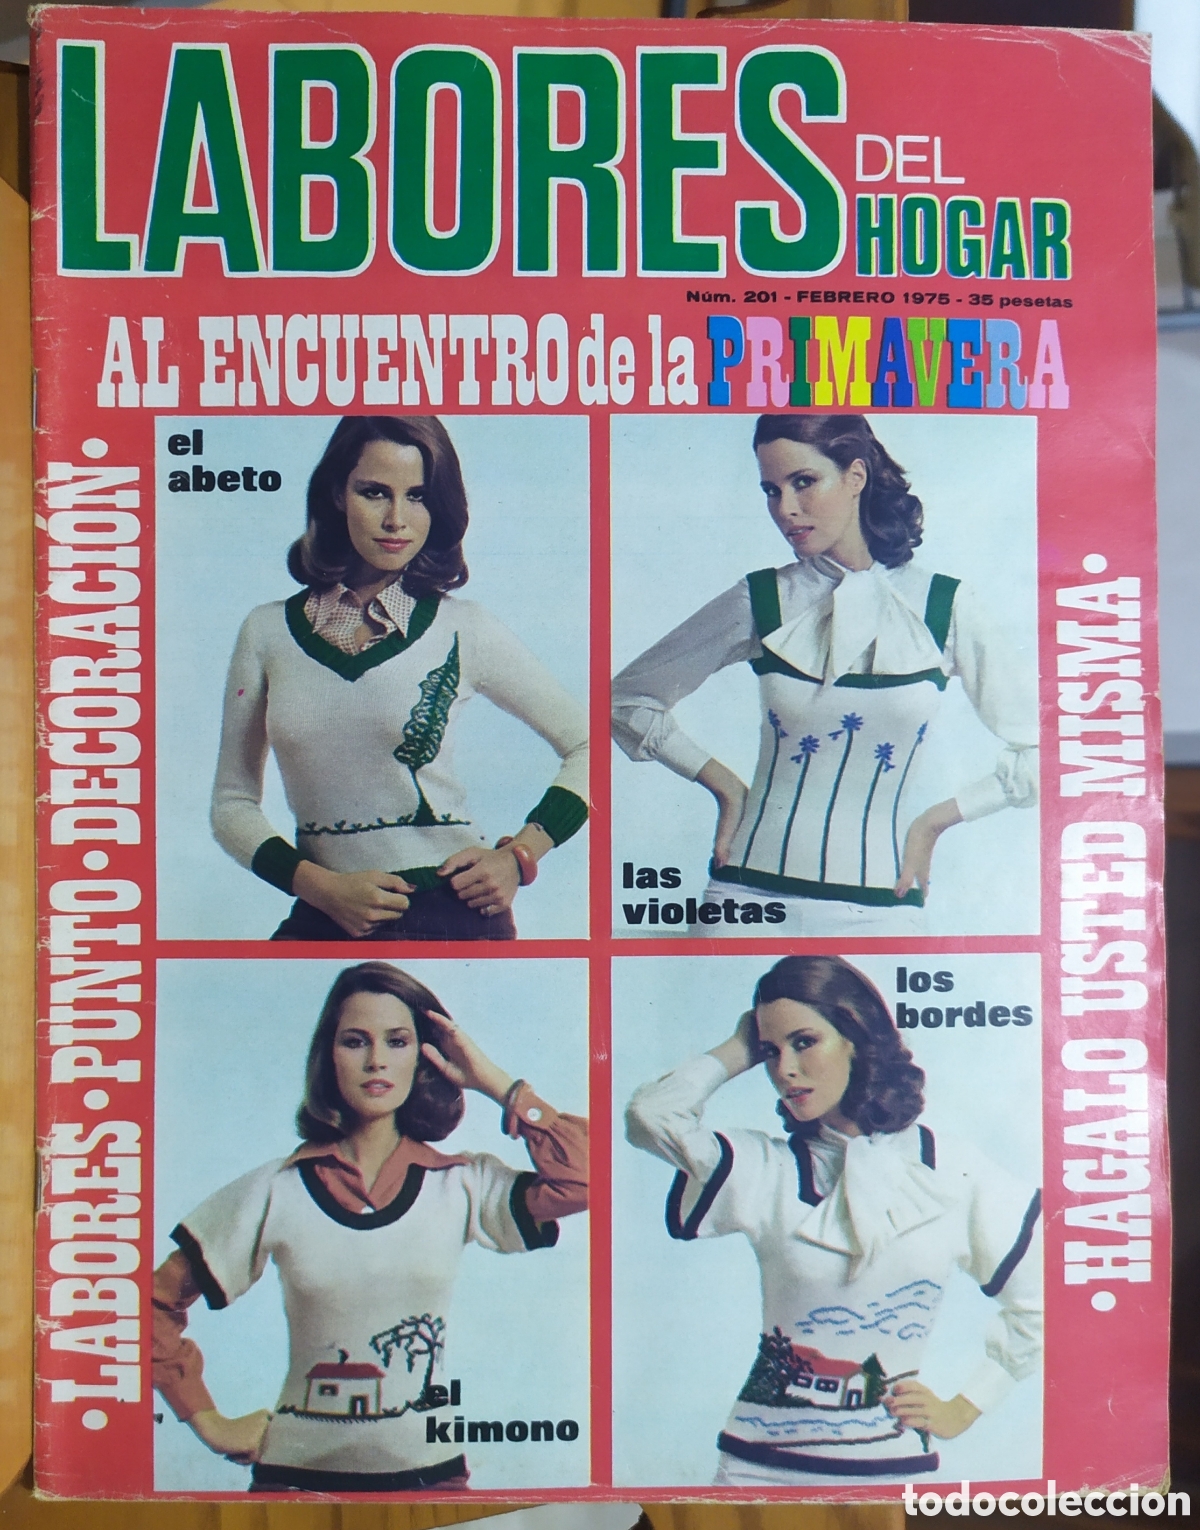 LABORES
DEL
HOGAR
Núm. 201 - FEBRERO 1975 - 35 pesetas
AL ENCUENTRO de la PRIMAVERA
· LABORES · PUNTO · DECORACIÓN ·
el
abeto
las
violetas
el
kimono
los
bordes
· HAGALO USTED MISMA ·
todocoleccion